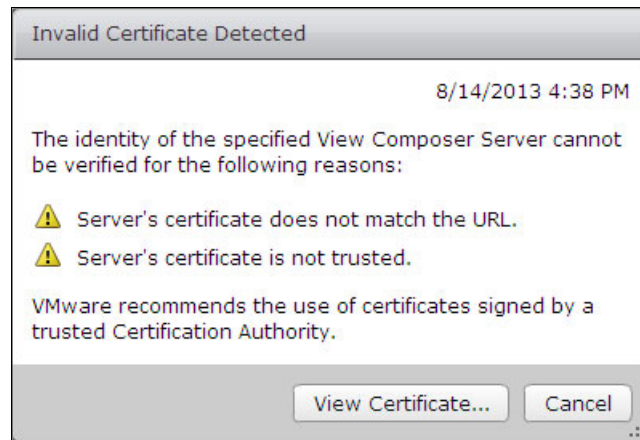 Invalid Certificate Detected
8/14/2013 4:38 PM
The identity of the specified View Composer Server cannot
be verified for the following reasons:
Server's certificate does not match the URL.
Server's certificate is not trusted.
VMware recommends the use of certificates signed by a
trusted Certification Authority.
View Certificate... Cancel